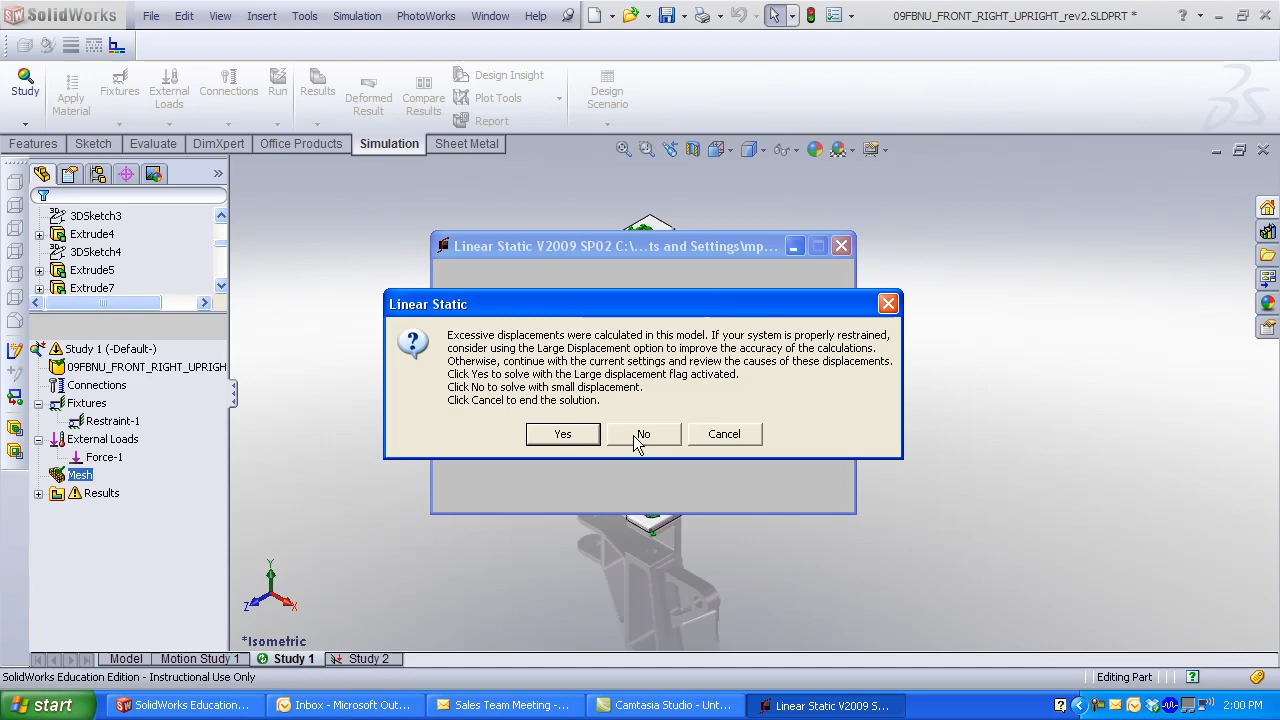 SolidWorks File Edit View Insert Tools Simulation PhotoWorks Window Help 09FBNU_FRONT_RIGHT_UPRIGHT_rev2.SLDPRT *
Study
Apply Material
Fixtures
External Loads
Connections
Run
Results
Deformed Result
Compare Results
Design Insight
Plot Tools
Report
Design Scenario
Features Sketch Evaluate DimXpert Office Products Simulation Sheet Metal
3DSketch3
Extrude4
3DSketch4
Extrude5
Extrude7
Study 1 (-Default-)
09FBNU_FRONT_RIGHT_UPRIGH
Connections
Fixtures
Restraint-1
External Loads
Force-1
Mesh
Results
Linear Static V2009 SP02 C:\...ts and Settings\mp...
Linear Static
Excessive displacements were calculated in this model. If your system is properly restrained,
consider using the Large Displacement option to improve the accuracy of the calculations.
Otherwise, continue with the current settings and review the causes of these displacements.
Click Yes to solve with the Large displacement flag activated.
Click No to solve with small displacement.
Click Cancel to end the solution.
Yes No Cancel
Y
Z X
*Isometric
Model Motion Study 1 Study 1 Study 2
SolidWorks Education Edition - Instructional Use Only Editing Part
start SolidWorks Education... Inbox - Microsoft Out... Sales Team Meeting -... Camtasia Studio - Unt... Linear Static V2009 S... 2:00 PM